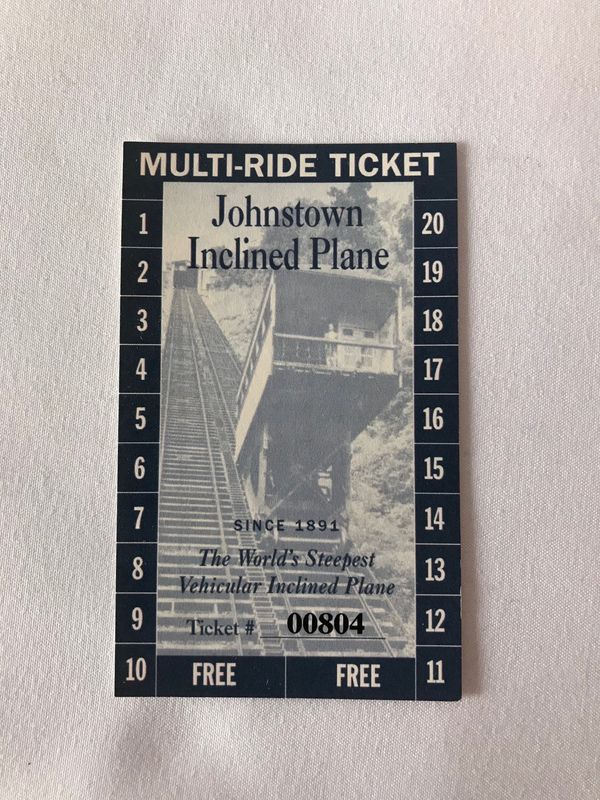 MULTI-RIDE TICKET
Johnstown
Inclined Plane
1
2
3
4
5
6
7
8
9
10
20
19
18
17
16
15
14
13
12
11
SINCE 1891
The World's Steepest
Vehicular Inclined Plane
Ticket # 00804
FREE FREE